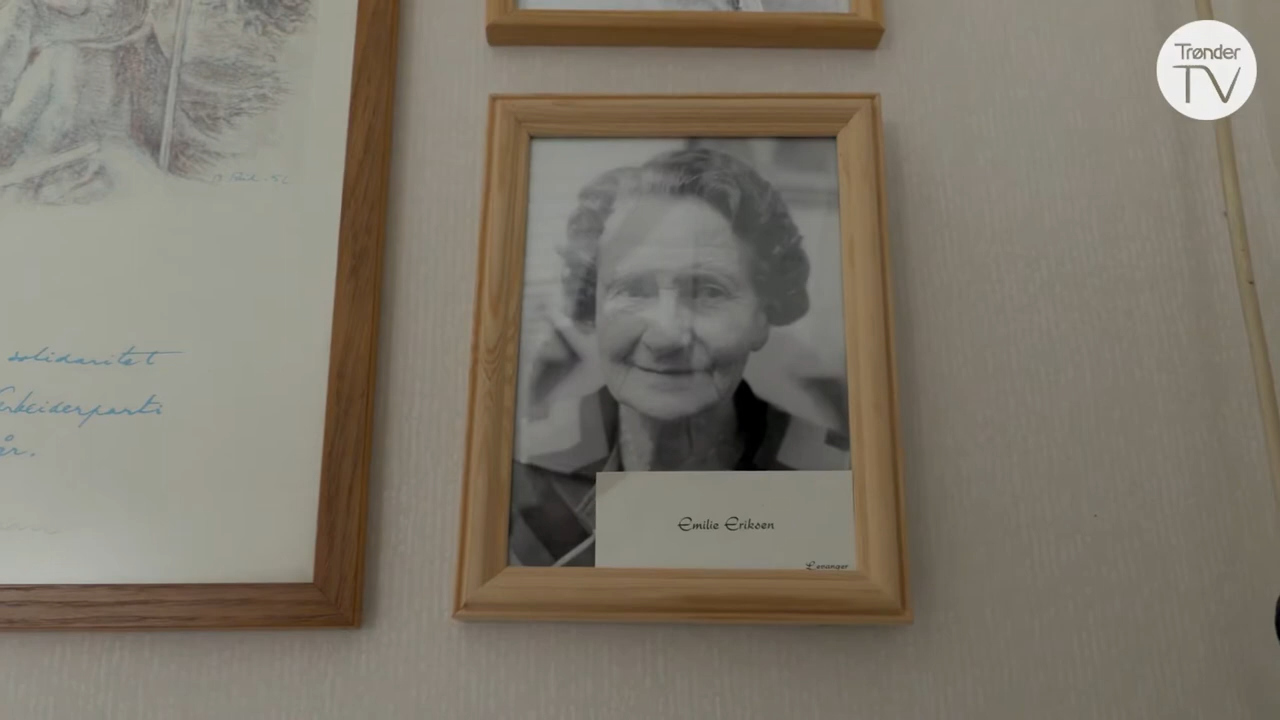 Trønder
TV
solidaritet
Arbeiderparti
år.
Emilie Eriksen
Levanger